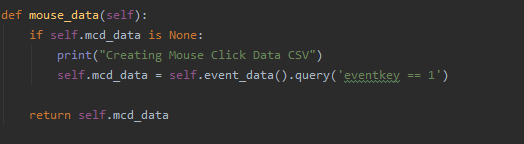 def mouse_data(self):
    if self.mcd_data is None:
        print("Creating Mouse Click Data CSV")
        self.mcd_data = self.event_data().query('eventkey == 1')
    return self.mcd_data